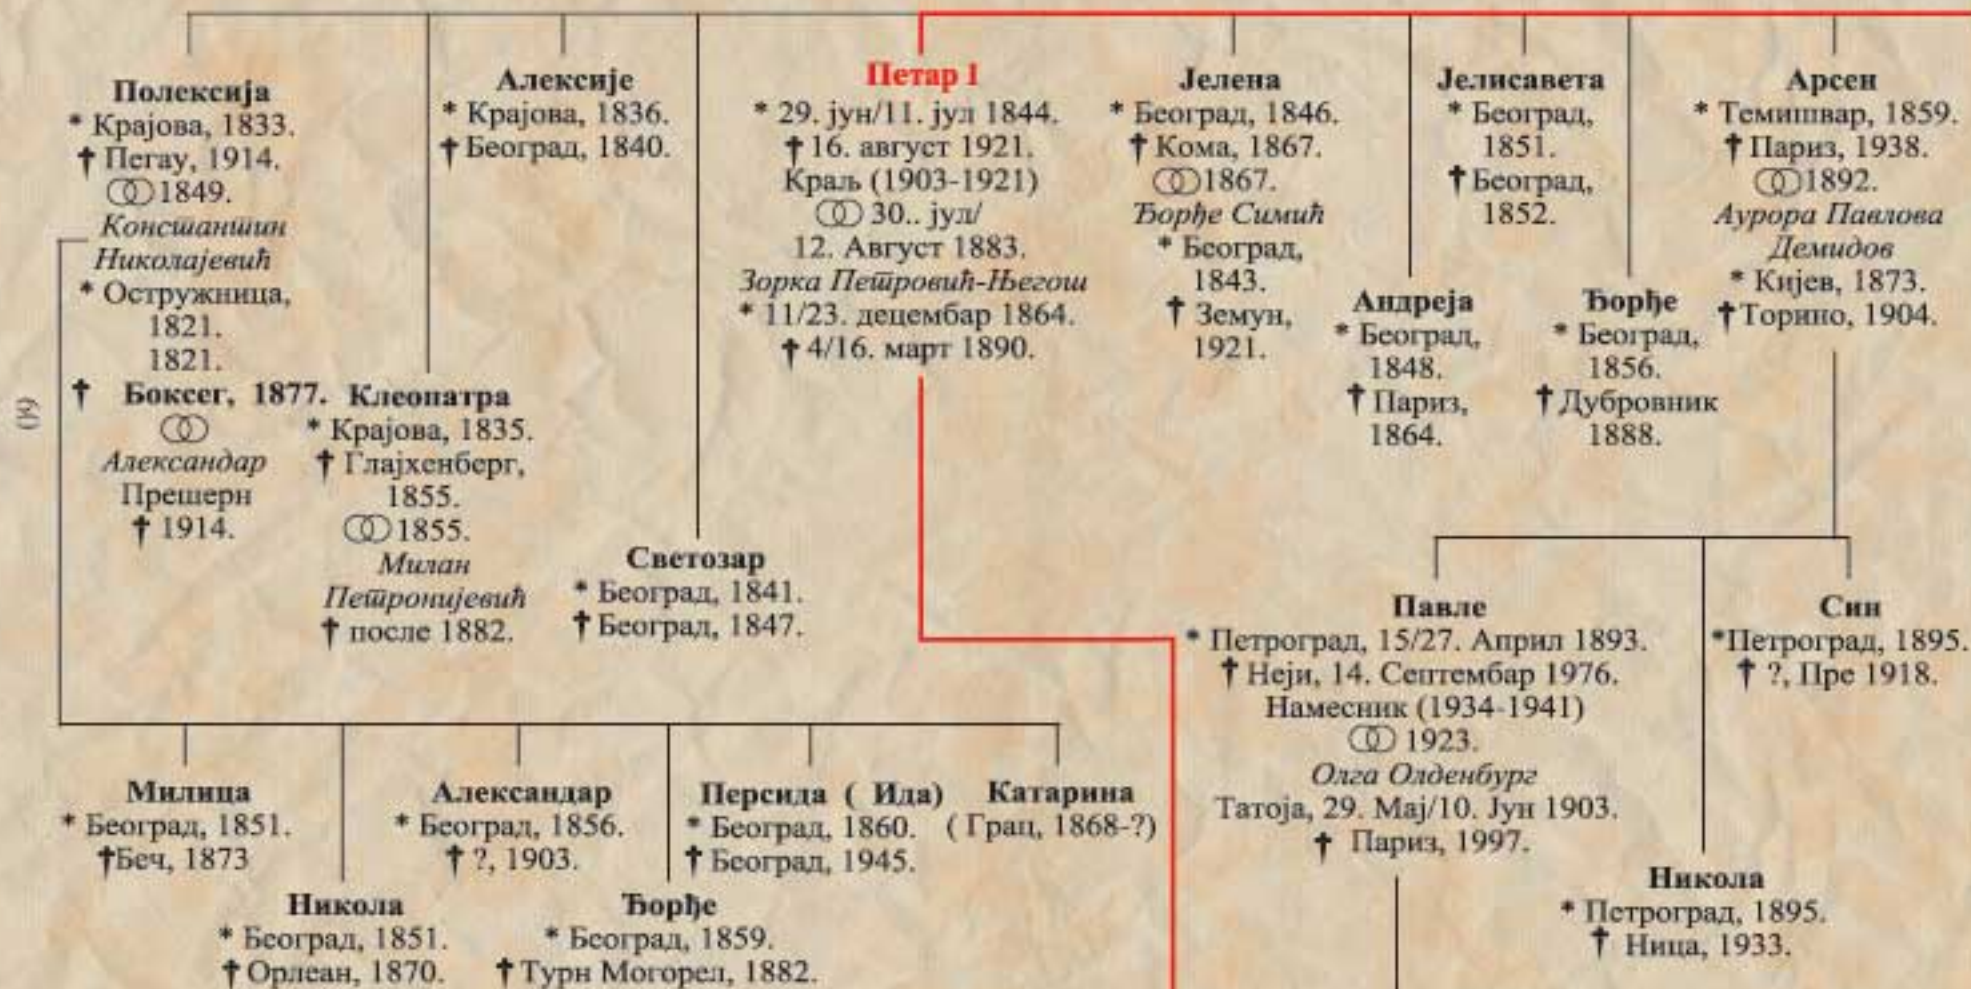 Полексија
* Крајова, 1833.
† Пегау, 1914.
1849.
Константин
Николајевић
* Остружница,
1821.
1821.
† Боксег, 1877.
Александар
Прешерн
† 1914.
Клеопатра
* Крајова, 1835.
† Глајхенберг,
1855.
1855.
Милан
Петронијевић
† после 1882.
Алексије
* Крајова, 1836.
† Београд, 1840.
Светозар
* Београд, 1841.
† Београд, 1847.
Петар I
* 29. јун/11. јул 1844.
† 16. август 1921.
Краљ (1903-1921)
30.. јул/
12. Август 1883.
Зорка Петровић-Његош
* 11/23. децембар 1864.
† 4/16. март 1890.
Јелена
* Београд, 1846.
† Кома, 1867.
1867.
Ђорђе Симић
* Београд,
1843.
† Земун,
1921.
Андреја
* Београд,
1848.
† Париз,
1864.
Јелисавета
* Београд,
1851.
† Београд,
1852.
Ђорђе
* Београд,
1856.
† Дубровник
1888.
Арсен
* Темишвар, 1859.
† Париз, 1938.
1892.
Аурора Павлова
Демидов
* Кијев, 1873.
† Торино, 1904.
Милица
* Београд, 1851.
†Беч, 1873
Никола
* Београд, 1851.
† Орлеан, 1870.
Александар
* Београд, 1856.
† ?, 1903.
Ђорђе
* Београд, 1859.
† Турн Могорел, 1882.
Персида ( Ида)
* Београд, 1860.
† Београд, 1945.
Катарина
( Грац, 1868-?)
Павле
* Петроград, 15/27. Април 1893.
† Неји, 14. Септембар 1976.
Намесник (1934-1941)
1923.
Олга Олденбург
Татоја, 29. Мај/10. Јун 1903.
† Париз, 1997.
Никола
* Петроград, 1895.
† Ница, 1933.
Син
*Петроград, 1895.
† ?, Пре 1918.